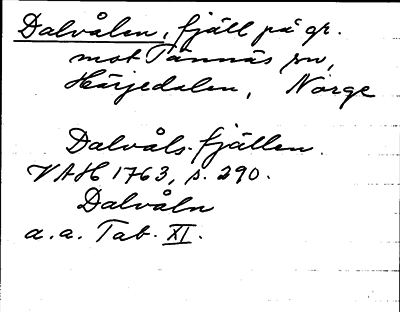 Dalvålen, fjäll på gr.
mot Tännäs sn,
Härjedalen, Norge
Dalvåls-fjällen.
VAH 1763, s. 290.
Dalvåln
a. a. Tab. XI.